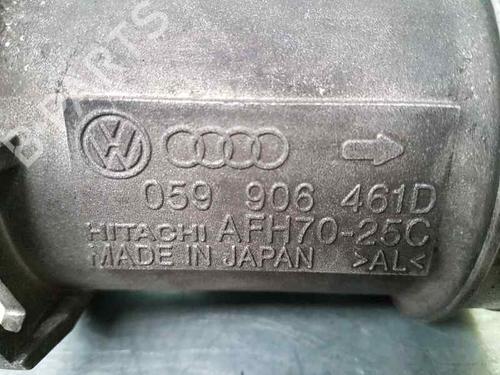 059 906 461D
HITACHI AFH70-25C
MADE IN JAPAN >AL<